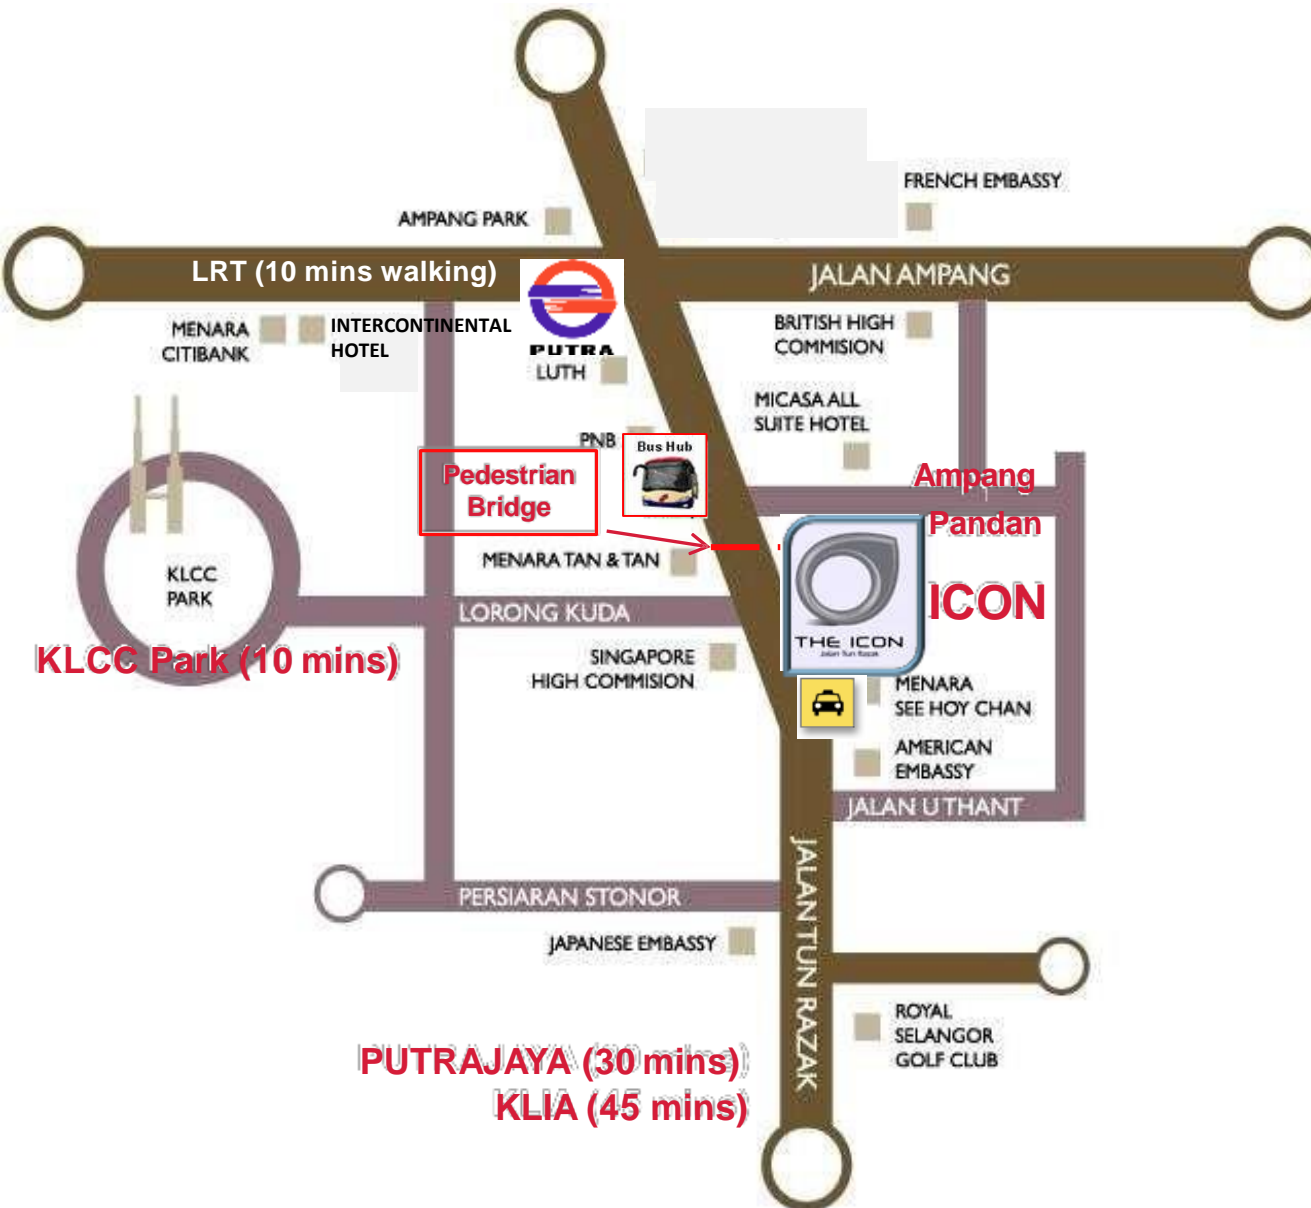 FRENCH EMBASSY
AMPANG PARK
LRT (10 mins walking)
JALAN AMPANG
PUTRA
MENARA
CITIBANK
INTERCONTINENTAL
HOTEL
LUTH
BRITISH HIGH
COMMISION
MICASA ALL
SUITE HOTEL
PNB
Bus Hub
Pedestrian
Bridge
Ampang
Pandan
MENARA TAN & TAN
KLCC
PARK
LORONG KUDA
ICON
THE ICON
Jalan Tun Razak
KLCC Park (10 mins)
SINGAPORE
HIGH COMMISION
MENARA
SEE HOY CHAN
AMERICAN
EMBASSY
JALAN U THANT
JALAN TUN RAZAK
PERSIARAN STONOR
JAPANESE EMBASSY
ROYAL
SELANGOR
GOLF CLUB
PUTRAJAYA (30 mins)
KLIA (45 mins)